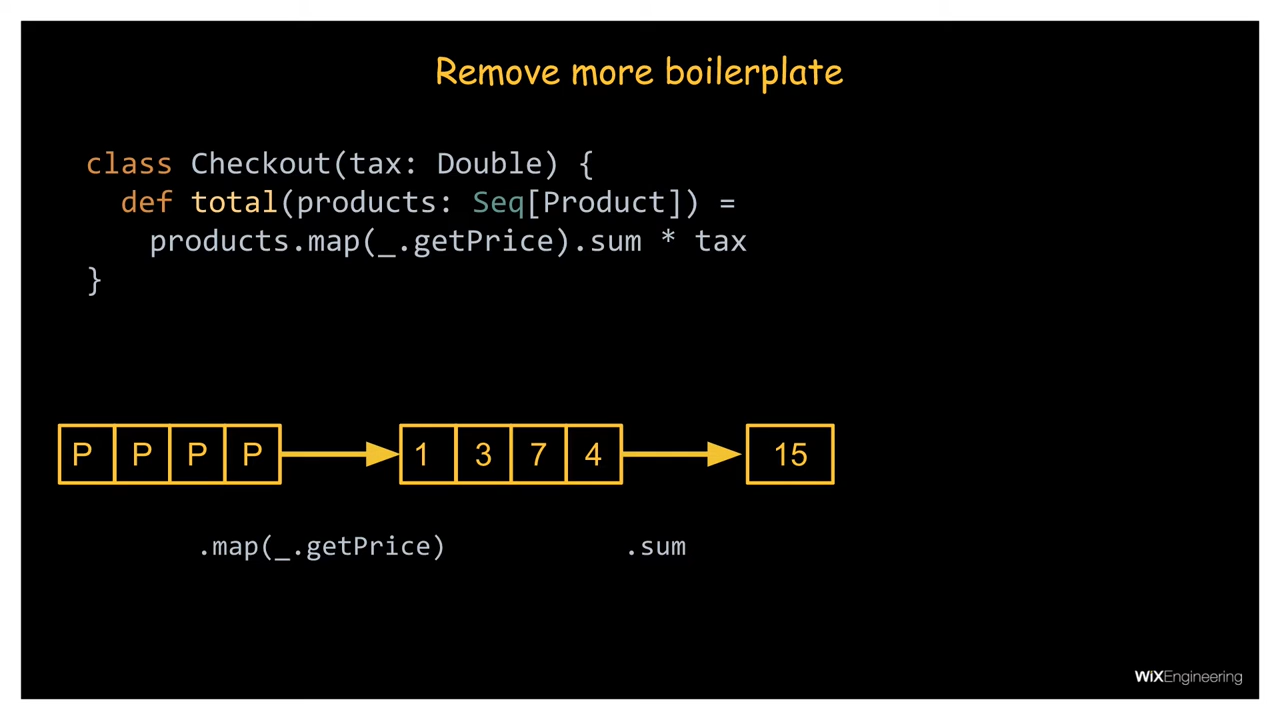 Remove more boilerplate
class Checkout(tax: Double) {
def total(products: Seq[Product]) =
products.map(_.getPrice).sum * tax
}
P P P P 1 3 7 4 15
.map(_.getPrice) .sum
WiXEngineering